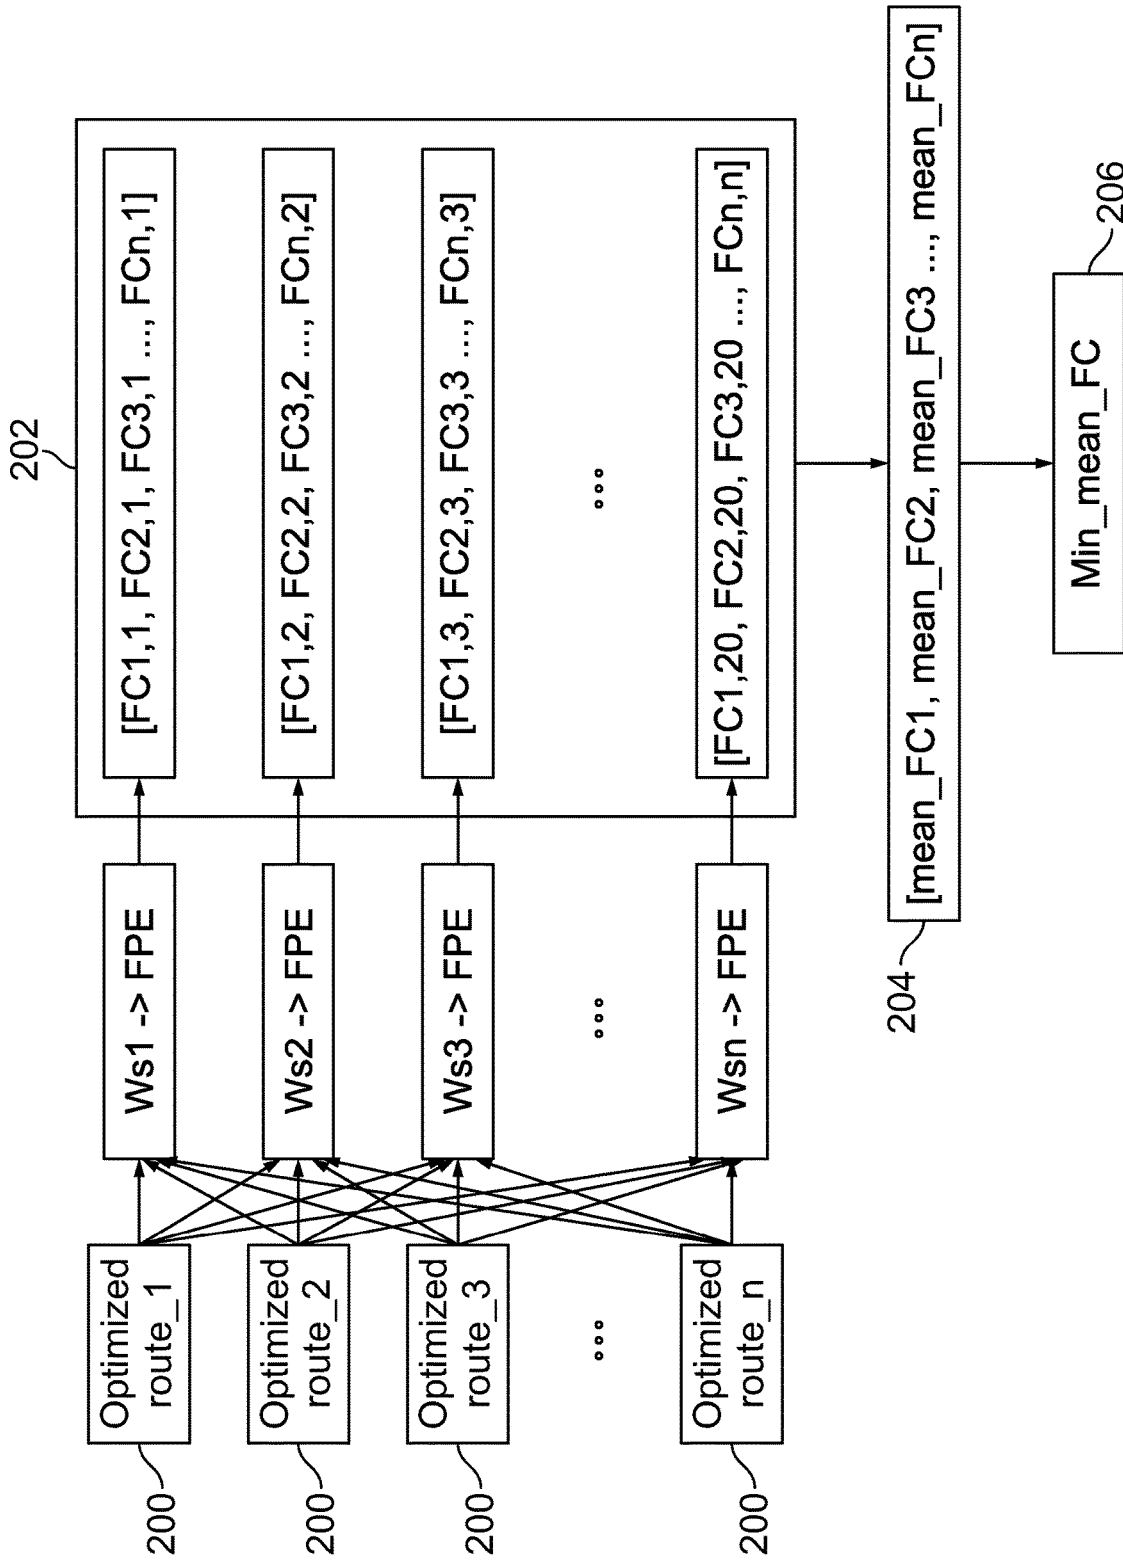 202
Optimized
route_1
200
Ws1 -> FPE
[FC1,1, FC2,1, FC3,1 ..., FCn,1]
Optimized
route_2
200
Ws2 -> FPE
[FC1,2, FC2,2, FC3,2 ..., FCn,2]
Optimized
route_3
200
Ws3 -> FPE
[FC1,3, FC2,3, FC3,3 ..., FCn,3]
...
...
...
Optimized
route_n
200
Wsn -> FPE
[FC1,20, FC2,20, FC3,20 ..., FCn,n]
204
[mean_FC1, mean_FC2, mean_FC3 ..., mean_FCn]
Min_mean_FC
206